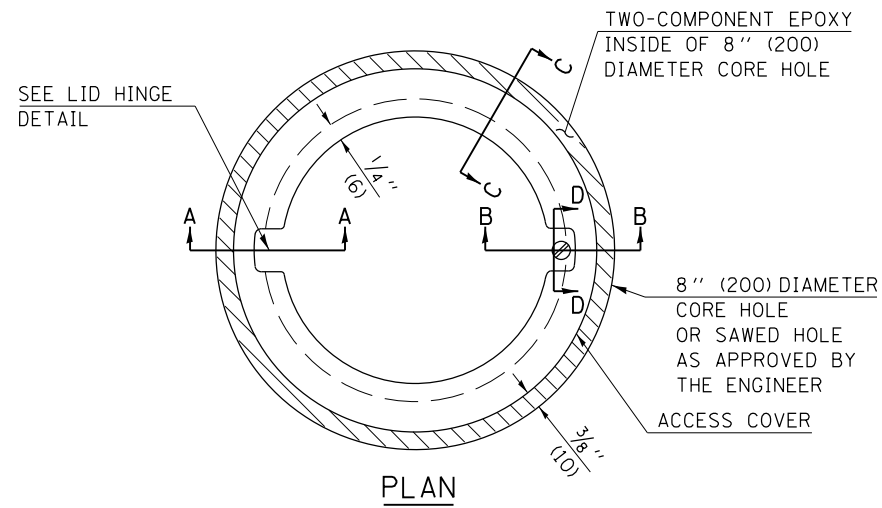 TWO-COMPONENT EPOXY
INSIDE OF 8" (200)
DIAMETER CORE HOLE
SEE LID HINGE
DETAIL
C
C
1/4"
(6)
A
A
B
B
D
D
8" (200) DIAMETER
CORE HOLE
OR SAWED HOLE
AS APPROVED BY
THE ENGINEER
ACCESS COVER
3/8"
(10)
PLAN